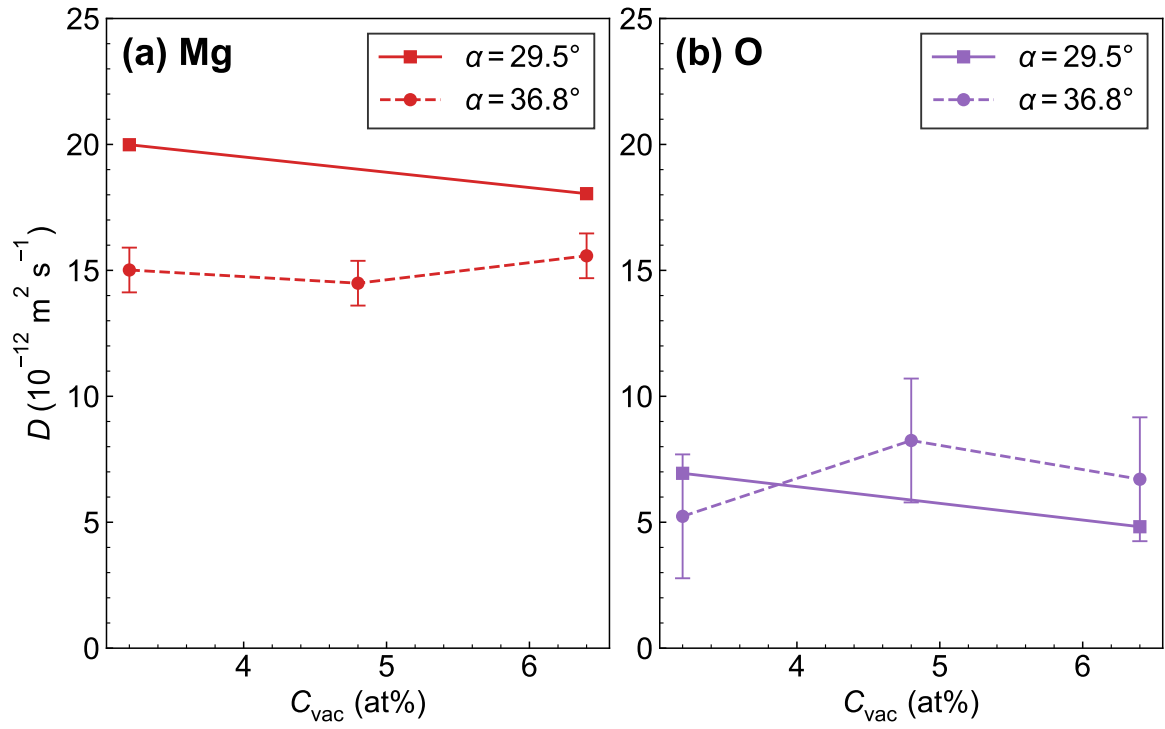 (a) Mg
α = 29.5°
α = 36.8°
25
20
15
10
5
0
4
5
6
D (10⁻¹² m² s⁻¹)
C_vac (at%)
(b) O
α = 29.5°
α = 36.8°
25
20
15
10
5
0
4
5
6
C_vac (at%)